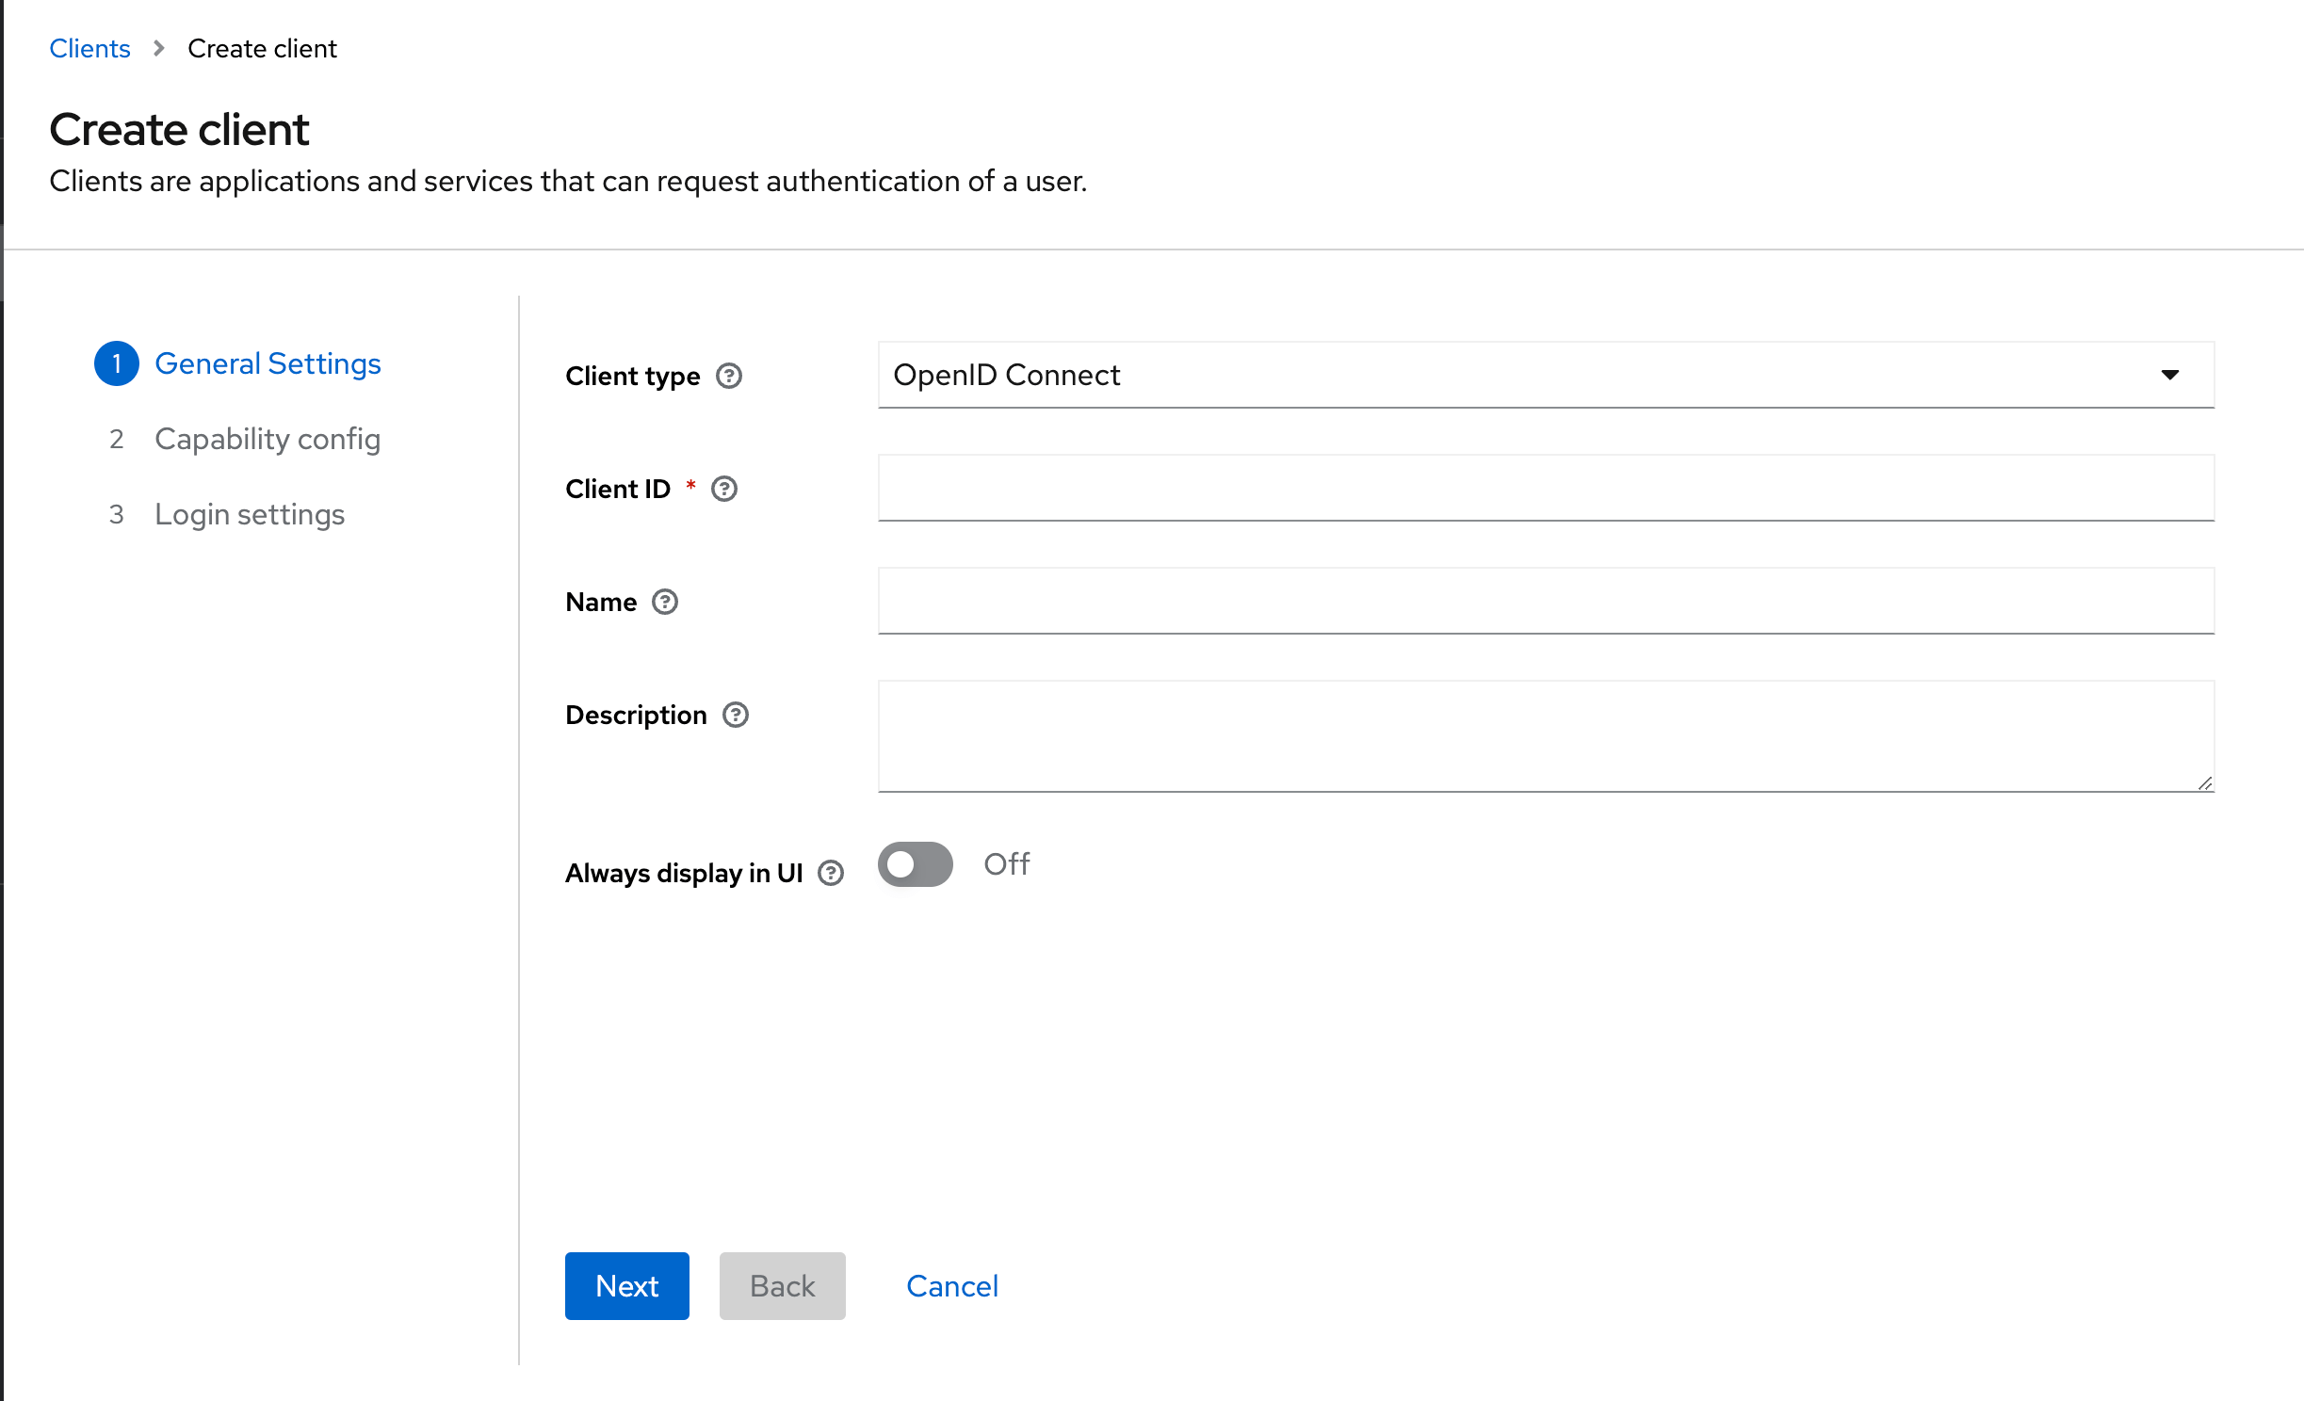 Clients > Create client
Create client
Clients are applications and services that can request authentication of a user.
1 General Settings
2 Capability config
3 Login settings
Client type
OpenID Connect
Client ID *
Name
Description
Always display in UI
Off
Next
Back
Cancel